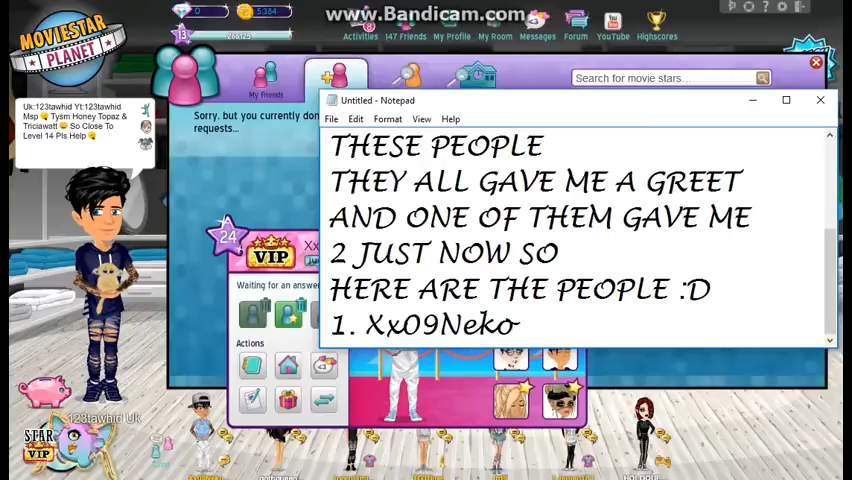 www.Bandicam.com
MOVIESTAR
PLANET
0
5,384
13
Activities
147 Friends
My Profile
My Room
Messages
Forum
YouTube
Highscores
Uk:123tawhid Yt:123tawhid
Msp Tysm Honey Topaz &
Triciawatt So Close To
Level 14 Pls Help
My Friends
Search for movie stars...
Sorry, but you currently don
requests...
Untitled - Notepad
File Edit Format View Help
THESE PEOPLE
THEY ALL GAVE ME A GREET
AND ONE OF THEM GAVE ME
2 JUST NOW SO
HERE ARE THE PEOPLE :D
1. Xx09Neko
24
VIP
Xx
Waiting for an answe
Actions
<3
123tawhid Uk
STAR
VIP